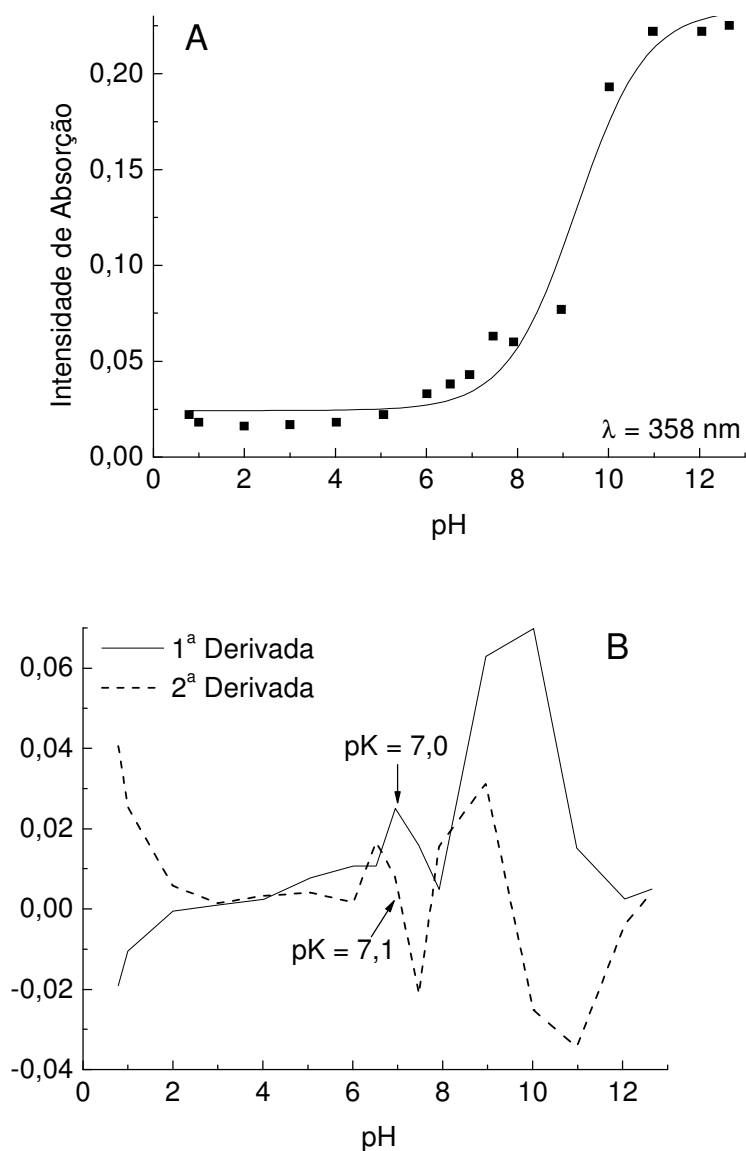 A
Intensidade de Absorção
0,20
0,15
0,10
0,05
0,00
λ = 358 nm
0 2 4 6 8 10 12
pH
B
1ª Derivada
2ª Derivada
0,06
0,04
0,02
0,00
-0,02
-0,04
pK = 7,0
pK = 7,1
0 2 4 6 8 10 12
pH